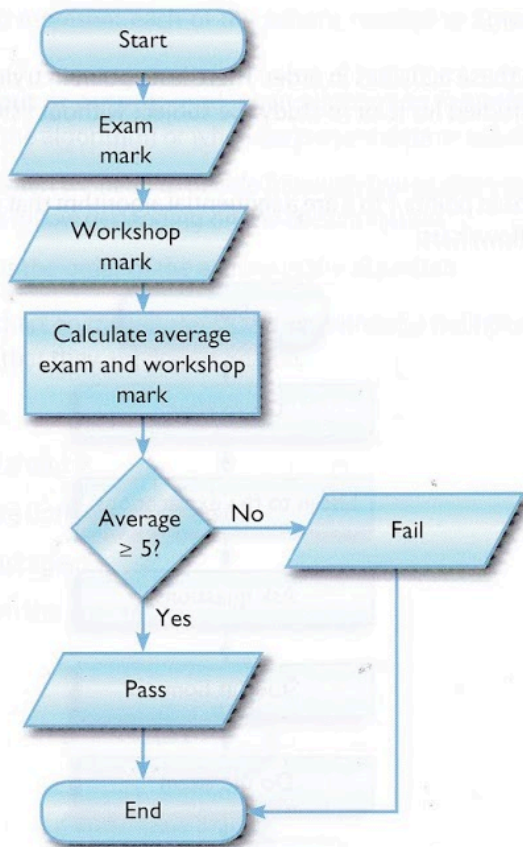 Start
Exam
mark
Workshop
mark
Calculate average
exam and workshop
mark
Average
≥ 5?
No
Fail
Yes
Pass
End